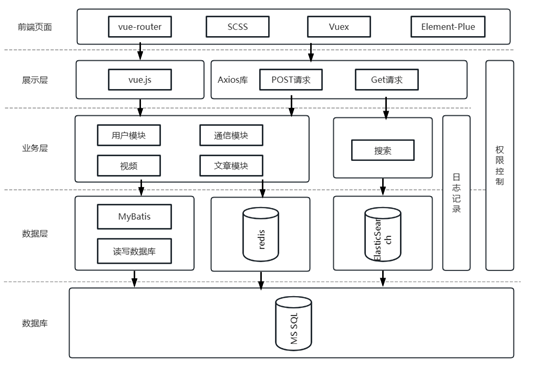 前端页面
vue-router
SCSS
Vuex
Element-Plue
展示层
vue.js
Axios库
POST请求
Get请求
业务层
用户模块
通信模块
视频
文章模块
搜索
日志记录
权限控制
数据层
MyBatis
读写数据库
redis
ElasticSear
ch
数据库
MS SQL